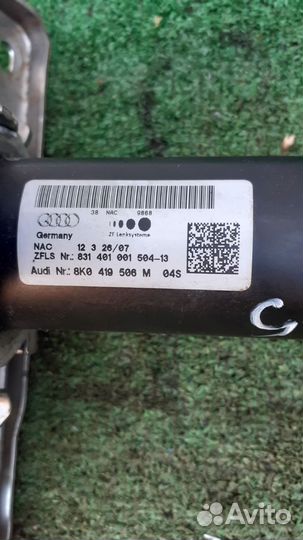 38 NAC 9868
Germany
ZF Lenksysteme
NAC 12 3 26/07
ZFLS Nr.: 831 401 001 504-13
Audi Nr.: 8K0 419 506 M 04S
G
Avito